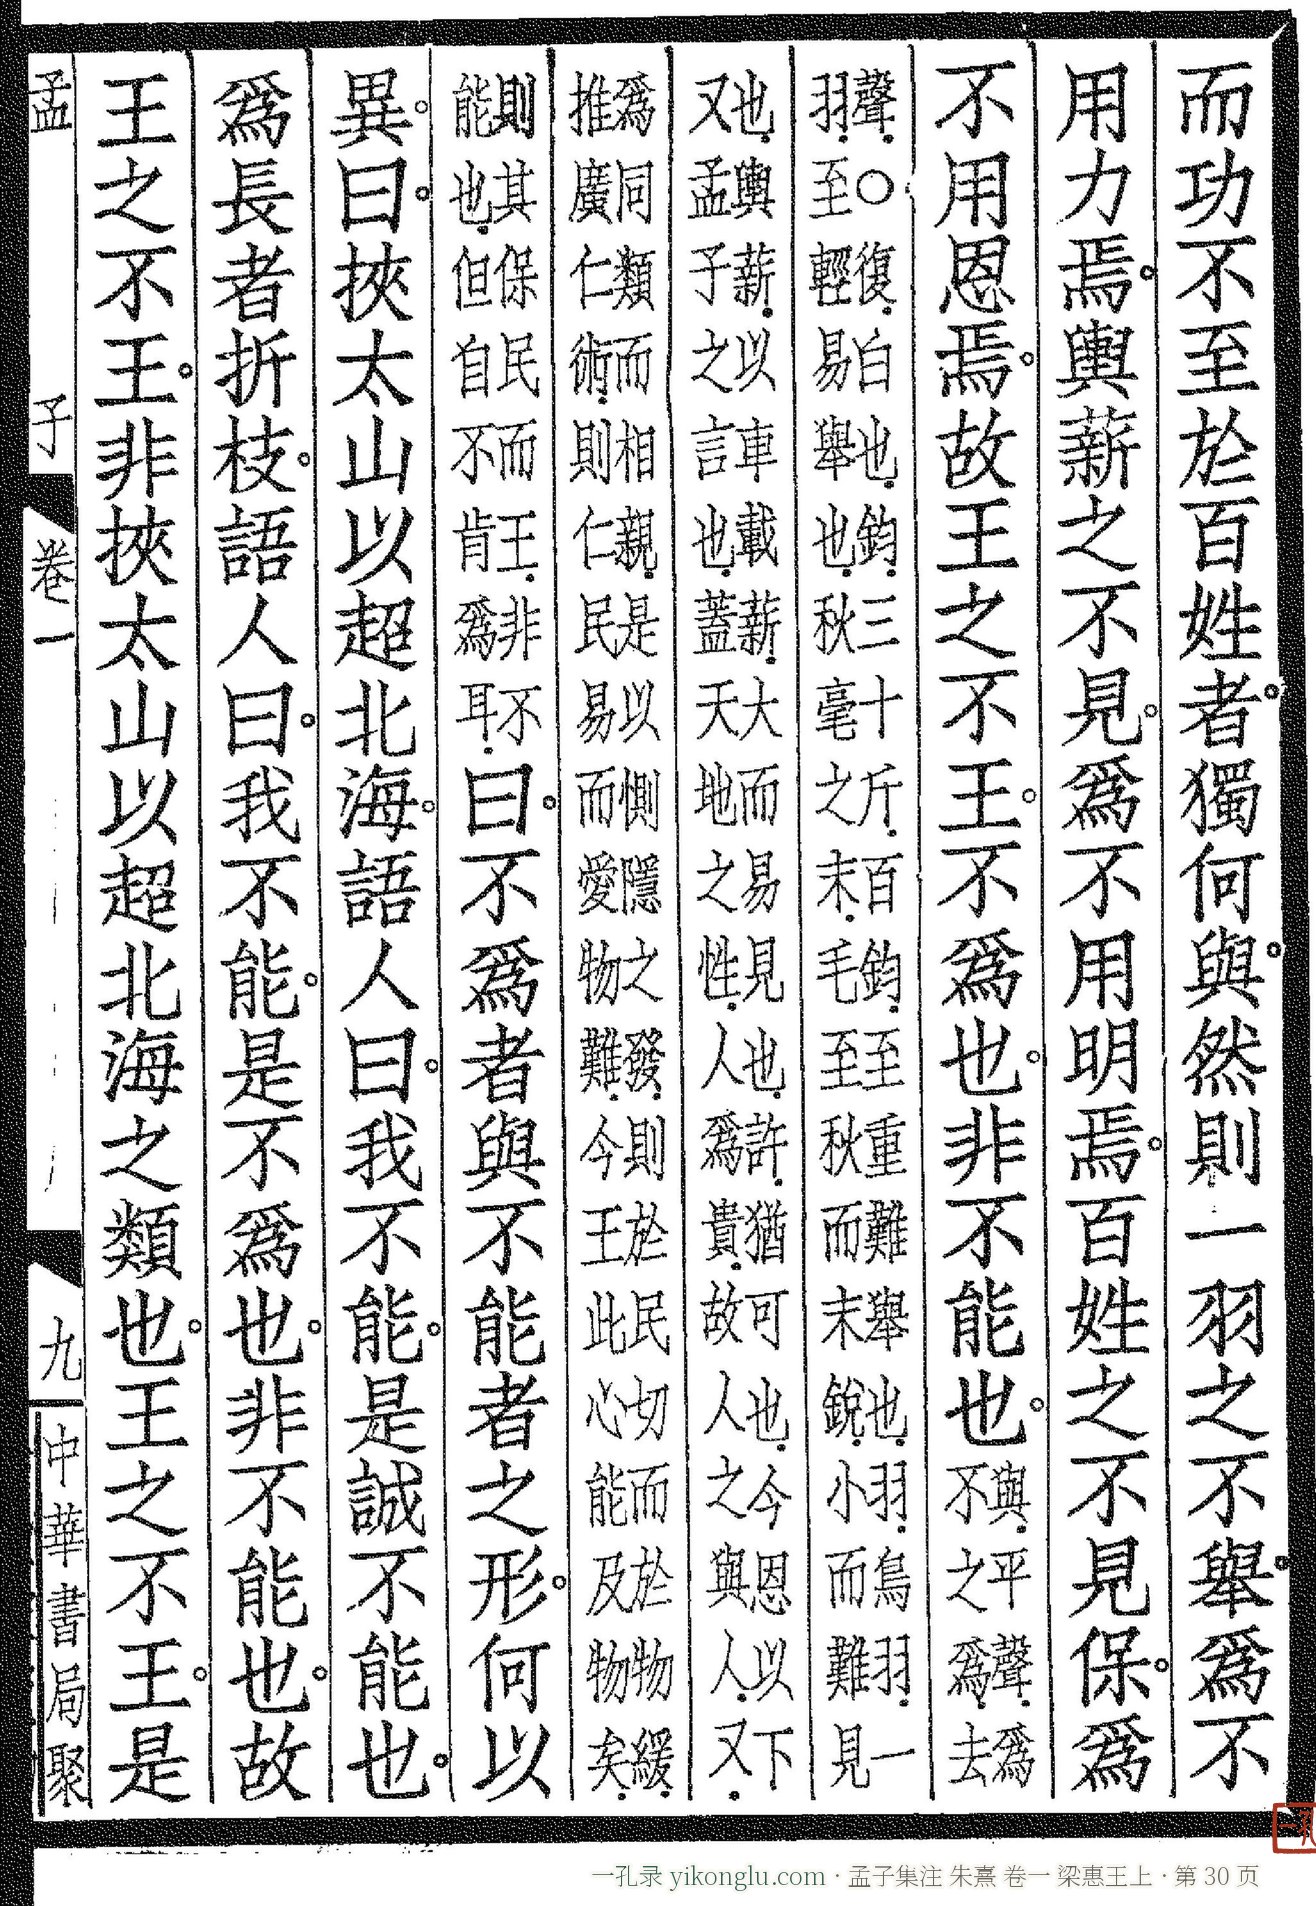 而功不至於百姓者。獨何與。然則一羽之不舉。爲不
用力焉。輿薪之不見。爲不用明焉。百姓之不見保。爲
不用恩焉。故王之不王。不爲也。非不能也。與.平聲.爲
不之爲.去
聲.○復.白也.鈞.三十斤.百鈞.至重難舉也.羽.鳥羽.一
羽.至輕易舉也.秋毫之末.毛至秋而末銳.小而難見
也.輿薪.以車載薪.大而易見也.許.猶可也.今恩以下
又孟子之言也.蓋天地之性.人爲貴.故人之與人.又
爲同類而相親.是以惻隱之發.則於民切而於物緩.
推廣仁術.則仁民易而愛物難.今王此心能及物矣.
則其保民而王.非不
能也.但自不肯爲耳.曰。不爲者與不能者之形。何以
異。曰。挾太山以超北海。語人曰。我不能。是誠不能也。
爲長者折枝。語人曰。我不能。是不爲也。非不能也。故
王之不王。非挾太山以超北海之類也。王之不王。是
孟子 卷一 九 中華書局聚
一孔录 yikonglu.com · 孟子集注 朱熹 卷一 梁惠王上 · 第 30 页